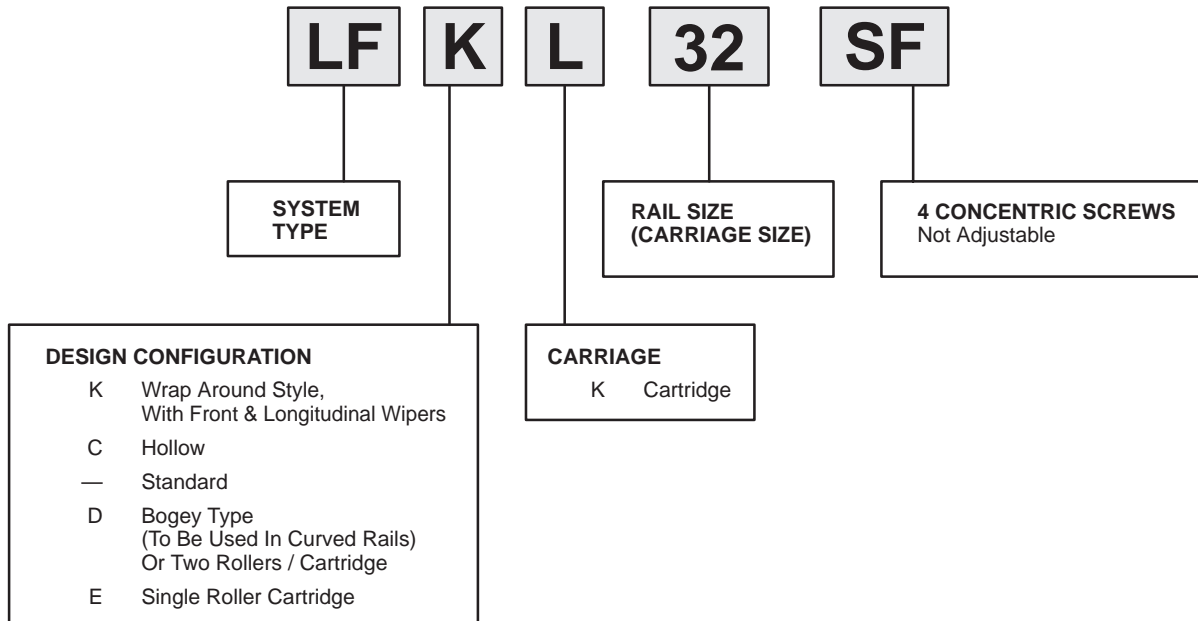 LF K L 32 SF
SYSTEM
TYPE
RAIL SIZE
(CARRIAGE SIZE)
4 CONCENTRIC SCREWS
Not Adjustable
DESIGN CONFIGURATION
K Wrap Around Style,
With Front & Longitudinal Wipers
C Hollow
— Standard
D Bogey Type
(To Be Used In Curved Rails)
Or Two Rollers / Cartridge
E Single Roller Cartridge
CARRIAGE
K Cartridge